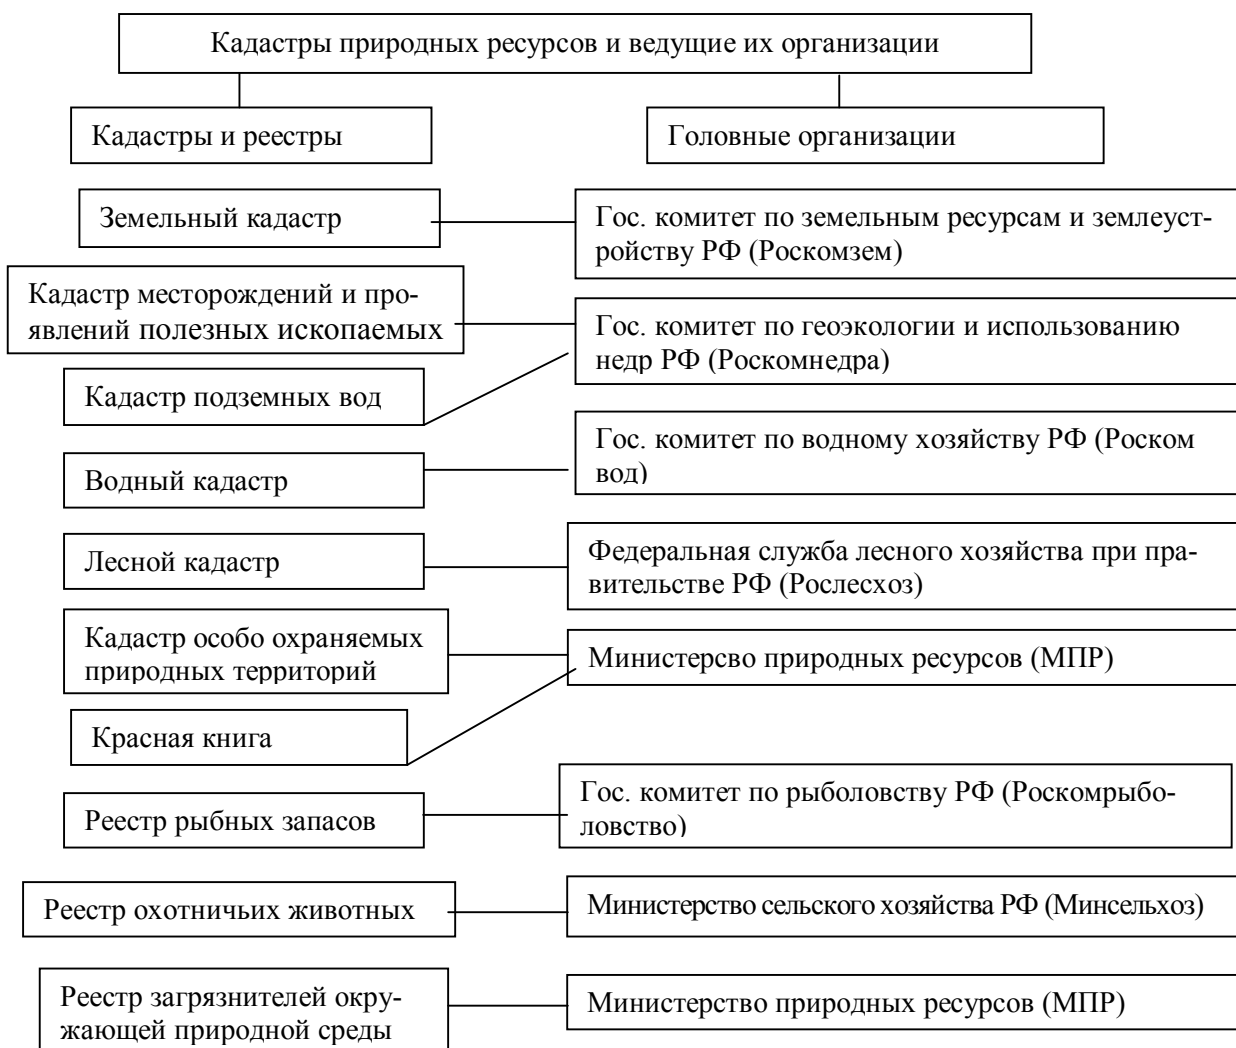 Кадастры природных ресурсов и ведущие их организации
Кадастры и реестры
Головные организации
Земельный кадастр
Гос. комитет по земельным ресурсам и землеуст-
ройству РФ (Роскомзем)
Кадастр месторождений и про-
явлений полезных ископаемых
Гос. комитет по геоэкологии и использованию
недр РФ (Роскомнедра)
Кадастр подземных вод
Гос. комитет по водному хозяйству РФ (Роском
вод)
Водный кадастр
Лесной кадастр
Федеральная служба лесного хозяйства при пра-
вительстве РФ (Рослесхоз)
Кадастр особо охраняемых
природных территорий
Министерсво природных ресурсов (МПР)
Красная книга
Гос. комитет по рыболовству РФ (Роскомрыбо-
ловство)
Реестр рыбных запасов
Реестр охотничьих животных
Министерство сельского хозяйства РФ (Минсельхоз)
Реестр загрязнителей окру-
жающей природной среды
Министерство природных ресурсов (МПР)